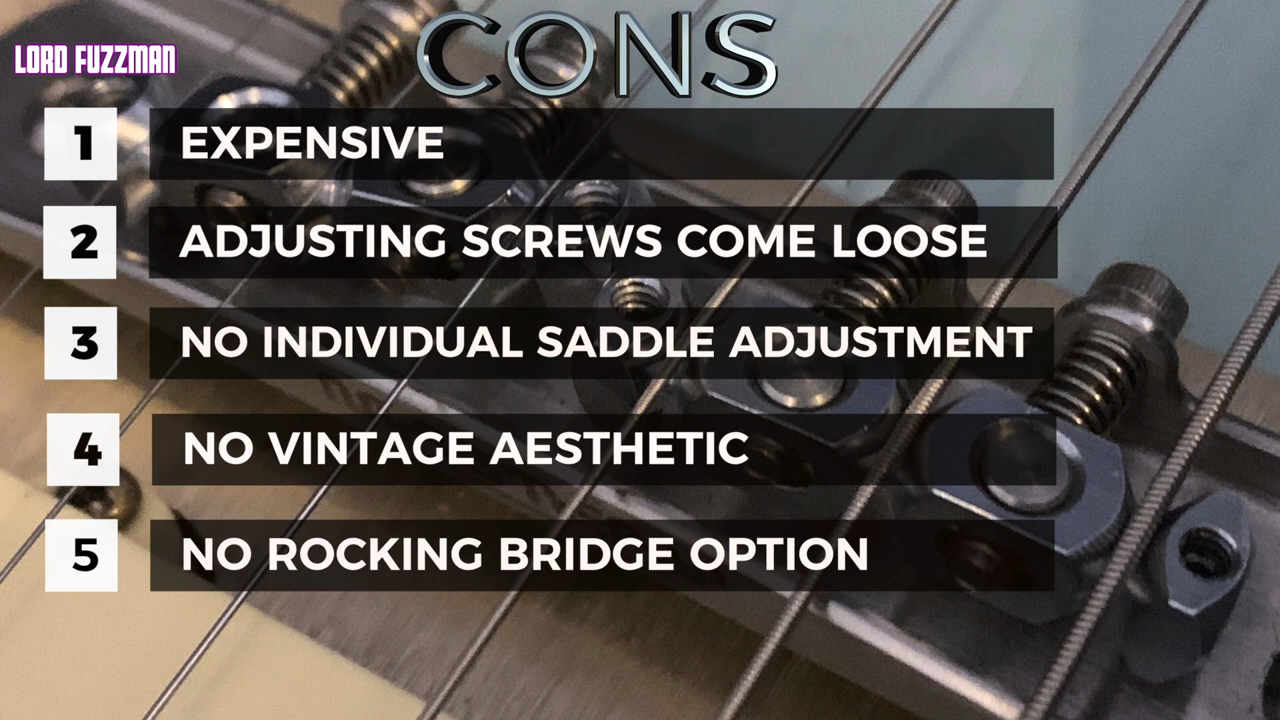 CONS
LORD FUZZMAN
1 EXPENSIVE
2 ADJUSTING SCREWS COME LOOSE
3 NO INDIVIDUAL SADDLE ADJUSTMENT
4 NO VINTAGE AESTHETIC
5 NO ROCKING BRIDGE OPTION